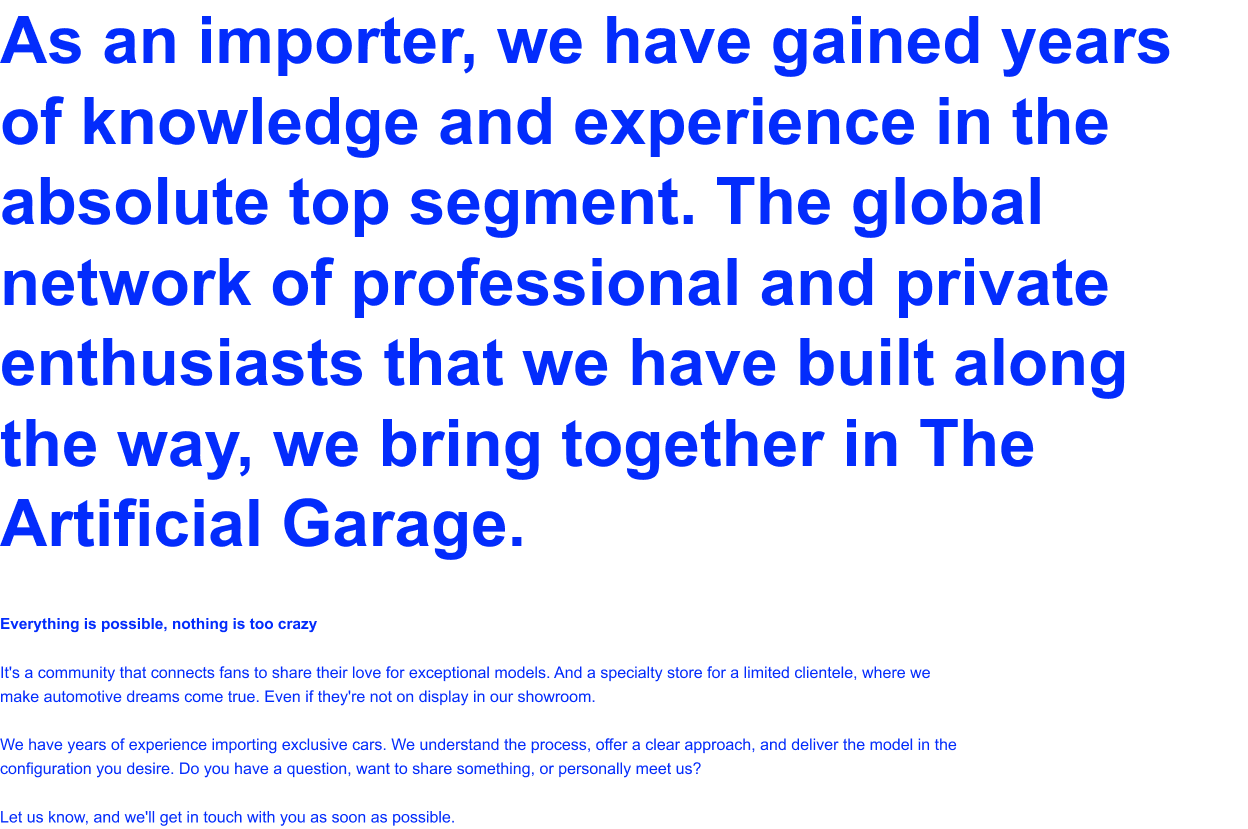 As an importer, we have gained years
of knowledge and experience in the
absolute top segment. The global
network of professional and private
enthusiasts that we have built along
the way, we bring together in The
Artificial Garage.
Everything is possible, nothing is too crazy
It's a community that connects fans to share their love for exceptional models. And a specialty store for a limited clientele, where we
make automotive dreams come true. Even if they're not on display in our showroom.
We have years of experience importing exclusive cars. We understand the process, offer a clear approach, and deliver the model in the
configuration you desire. Do you have a question, want to share something, or personally meet us?
Let us know, and we'll get in touch with you as soon as possible.